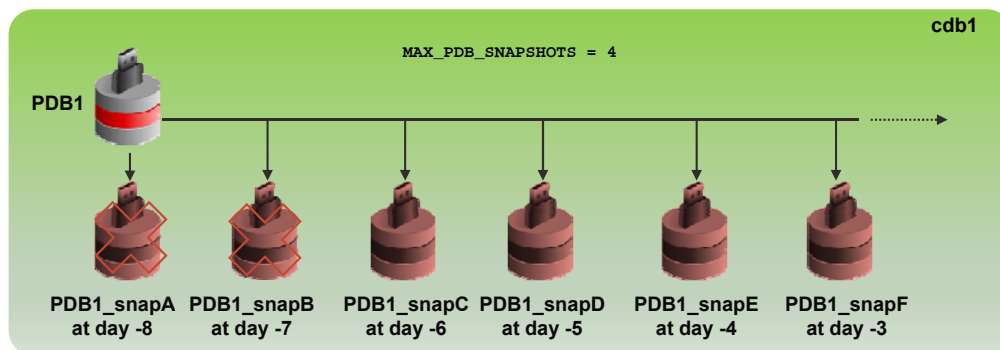 cdb1
MAX_PDB_SNAPSHOTS = 4
PDB1
PDB1_snapA
at day -8
PDB1_snapB
at day -7
PDB1_snapC
at day -6
PDB1_snapD
at day -5
PDB1_snapE
at day -4
PDB1_snapF
at day -3